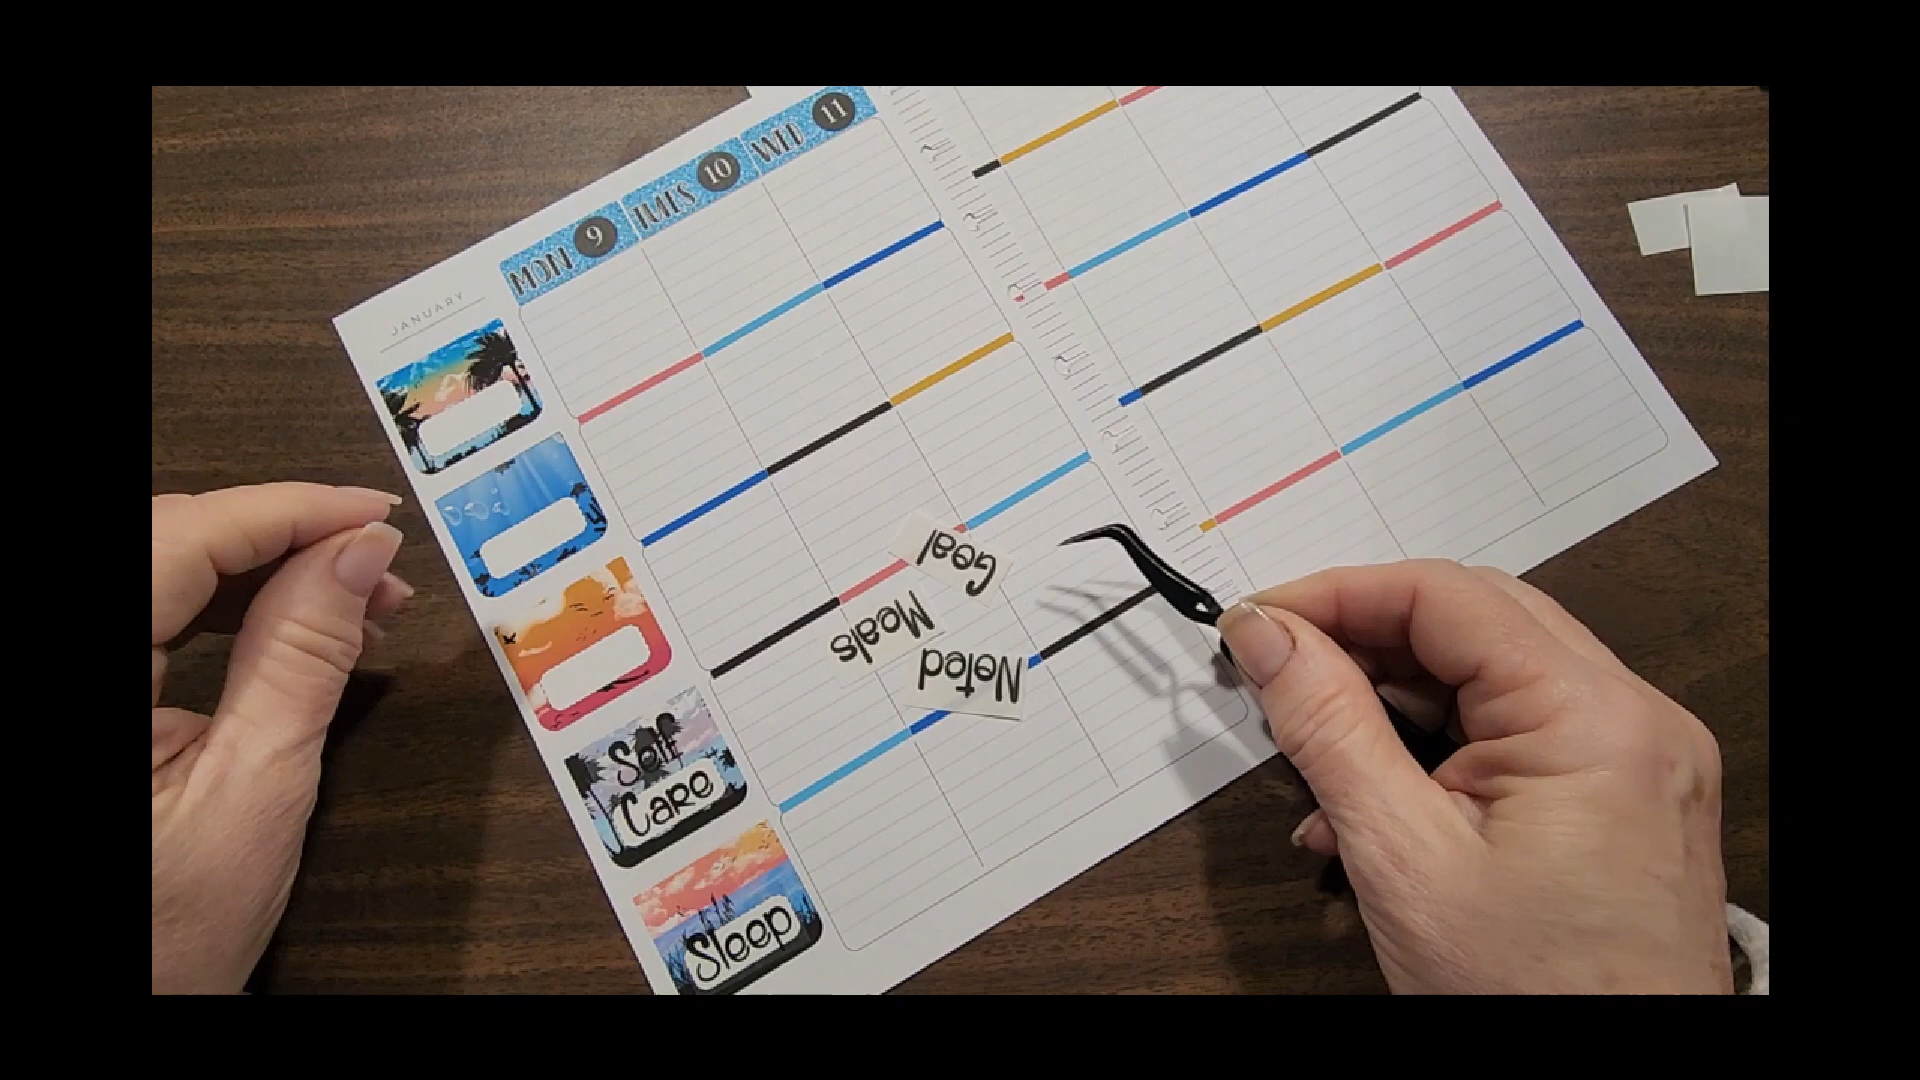 JANUARY
MON 9
TUES 10
WED 11
Goal
Meals
Noted
Self
Care
Sleep